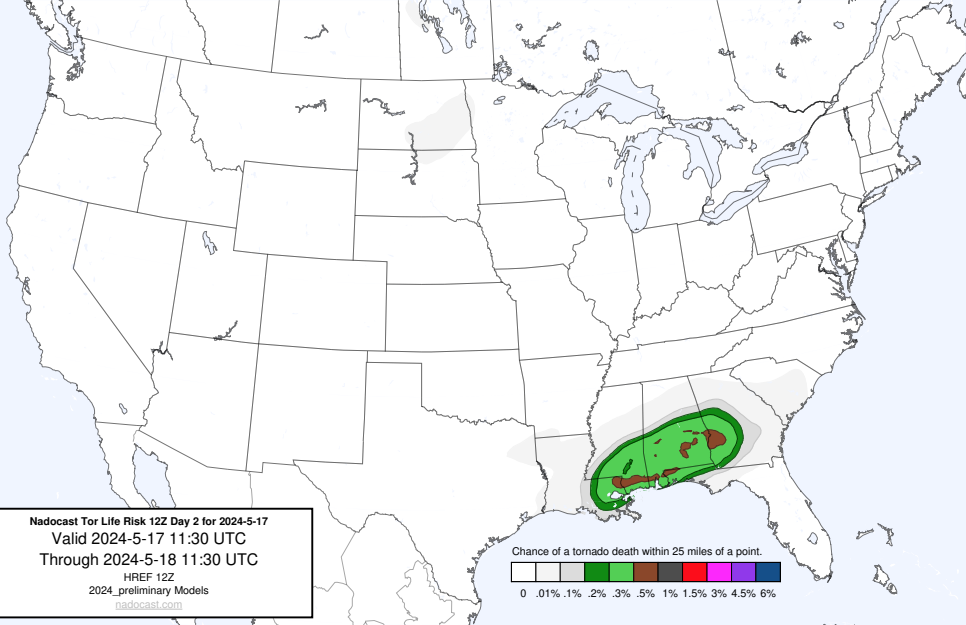 Nadocast Tor Life Risk 12Z Day 2 for 2024-5-17
Valid 2024-5-17 11:30 UTC
Through 2024-5-18 11:30 UTC
HREF 12Z
2024_preliminary Models
nadocast.com
Chance of a tornado death within 25 miles of a point.
0 .01% .1% .2% .3% .5% 1% 1.5% 3% 4.5% 6%